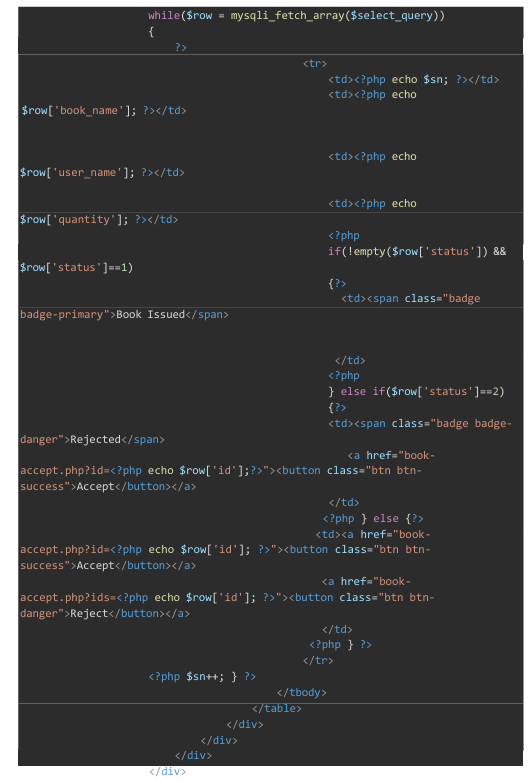 while($row = mysqli_fetch_array($select_query))
{
?>
<tr>
<td><?php echo $sn; ?></td>
<td><?php echo
$row['book_name']; ?></td>
<td><?php echo
$row['user_name']; ?></td>
<td><?php echo
$row['quantity']; ?></td>
<?php
if(!empty($row['status']) &&
$row['status']==1)
{?>
<td><span class="badge
badge-primary">Book Issued</span>
</td>
<?php
} else if($row['status']==2)
{?>
<td><span class="badge badge-
danger">Rejected</span>
<a href="book-
accept.php?id=<?php echo $row['id'];?>"><button class="btn btn-
success">Accept</button></a>
</td>
<?php } else {?>
<td><a href="book-
accept.php?id=<?php echo $row['id']; ?>"><button class="btn btn-
success">Accept</button></a>
<a href="book-
accept.php?ids=<?php echo $row['id']; ?>"><button class="btn btn-
danger">Reject</button></a>
</td>
<?php } ?>
</tr>
<?php $sn++; } ?>
</tbody>
</table>
</div>
</div>
</div>
</div>